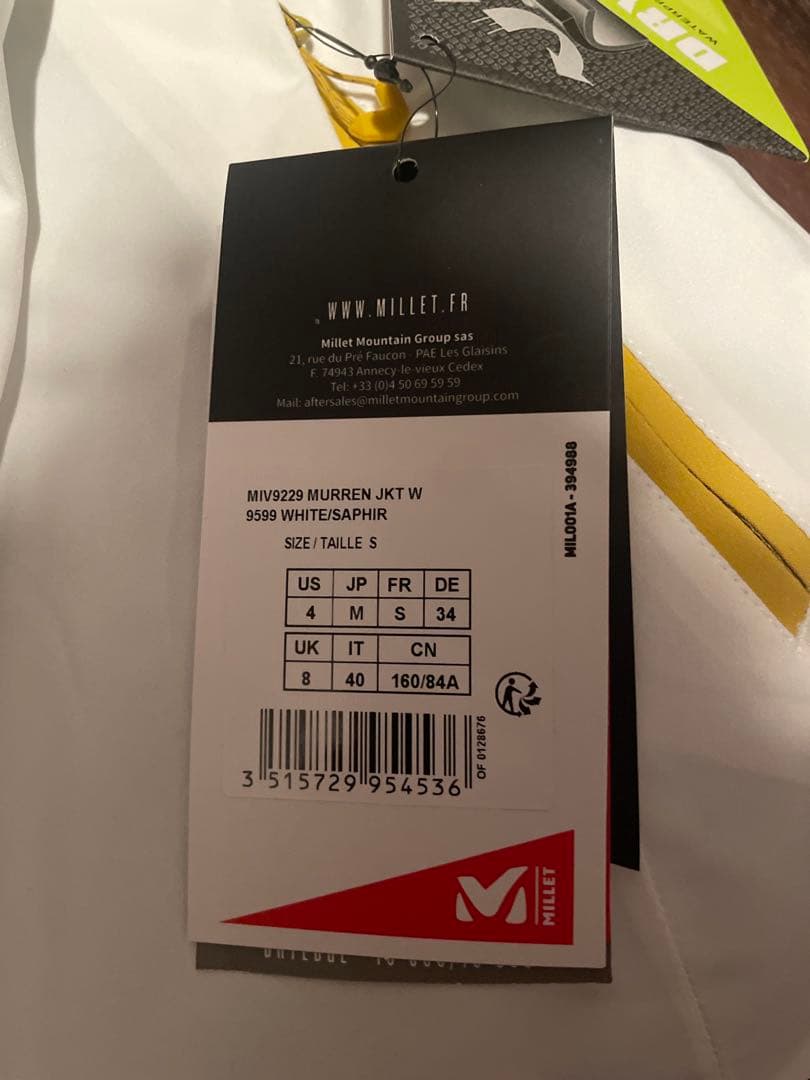 DRY
WWW.MILLET.FR
Millet Mountain Group sas
21, rue du Pré Faucon - PAE Les Glaisins
F. 74943 Annecy-le-vieux Cedex
Tel: +33 (0)4 50 69 59 59
Mail: aftersales@milletmountaingroup.com
MIL001A - 394988
MIV9229 MURREN JKT W
9599 WHITE/SAPHIR
SIZE / TAILLE S
US JP FR DE
4 M S 34
UK IT CN
8 40 160/84A
OF 0128676
3 515729 954536
MILLET